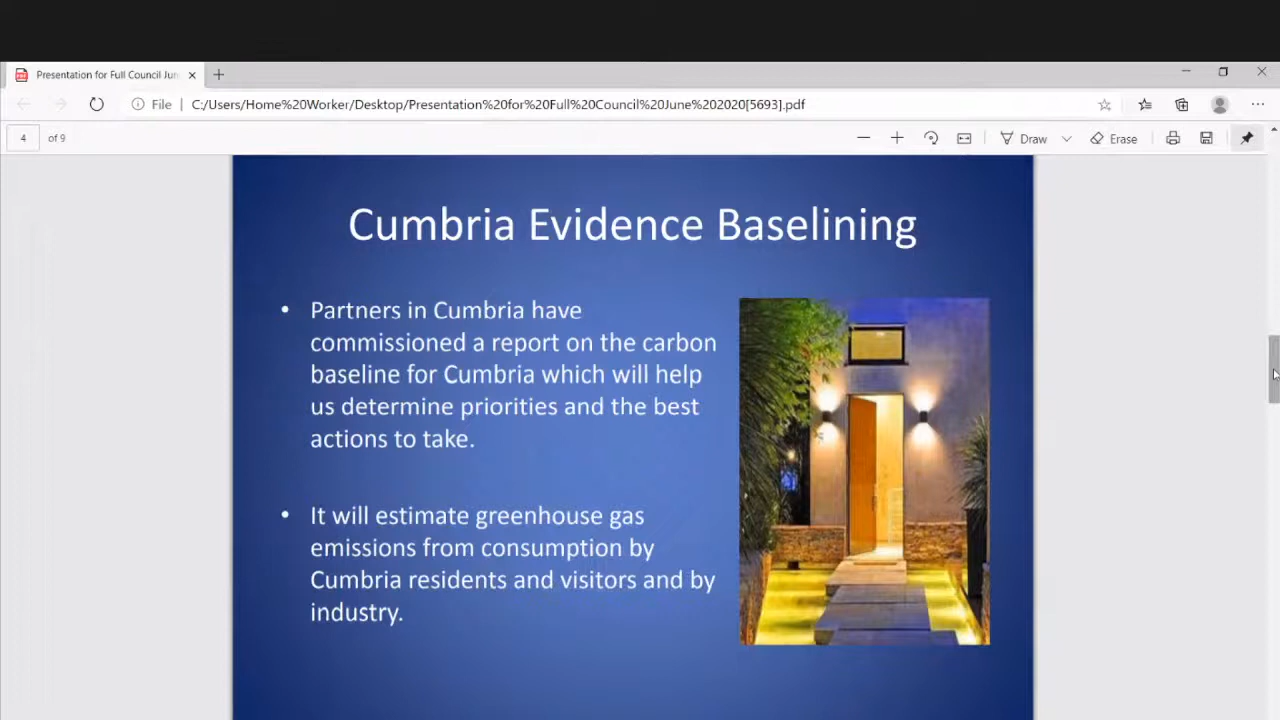 Presentation for Full Council Jun
File
C:/Users/Home%20Worker/Desktop/Presentation%20for%20Full%20Council%20June%202020[5693].pdf
4 of 9
Draw
Erase
Cumbria Evidence Baselining
• Partners in Cumbria have
commissioned a report on the carbon
baseline for Cumbria which will help
us determine priorities and the best
actions to take.
• It will estimate greenhouse gas
emissions from consumption by
Cumbria residents and visitors and by
industry.